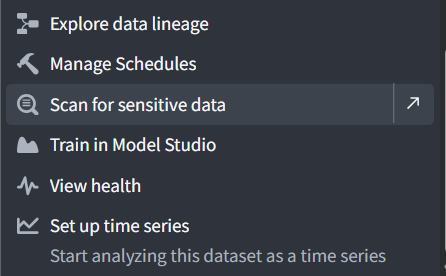 Explore data lineage
Manage Schedules
Scan for sensitive data
Train in Model Studio
View health
Set up time series
Start analyzing this dataset as a time series